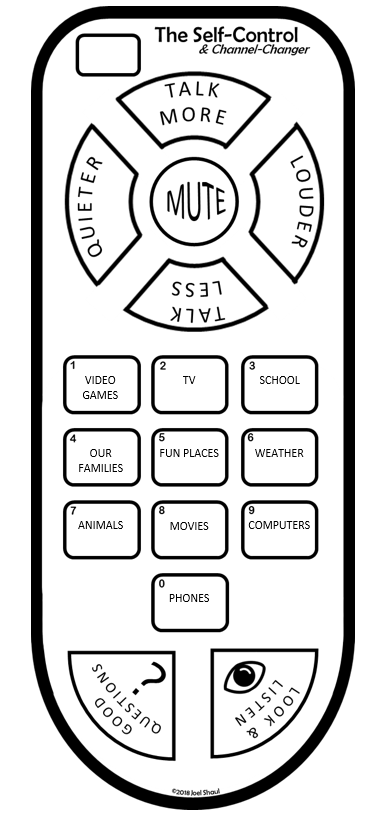 The Self-Control
& Channel-Changer
TALK
MORE
QUIETER
MUTE
LOUDER
TALK
LESS
1
VIDEO
GAMES
2
TV
3
SCHOOL
4
OUR
FAMILIES
5
FUN PLACES
6
WEATHER
7
ANIMALS
8
MOVIES
9
COMPUTERS
0
PHONES
?
GOOD
QUESTIONS
LOOK &
LISTEN
©2018 Joel Shaul